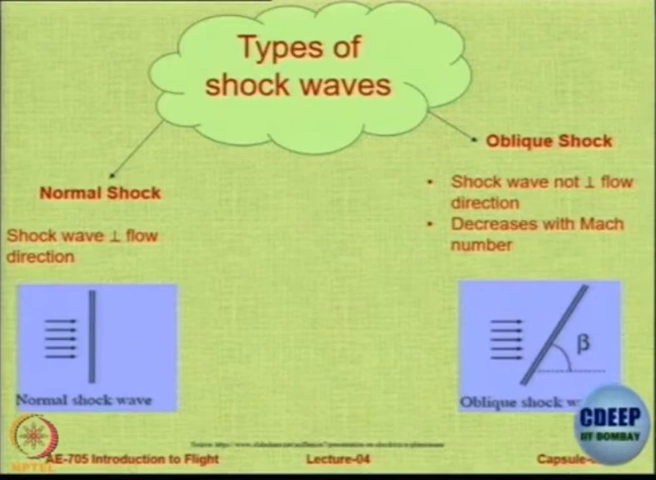 Types of
shock waves
Normal Shock
Shock wave ⊥ flow
direction
Oblique Shock
• Shock wave not ⊥ flow
direction
• Decreases with Mach
number
Normal shock wave
β
Oblique shock
CDEEP
IIT BOMBAY
NPTEL
AE-705 Introduction to Flight
Lecture-04